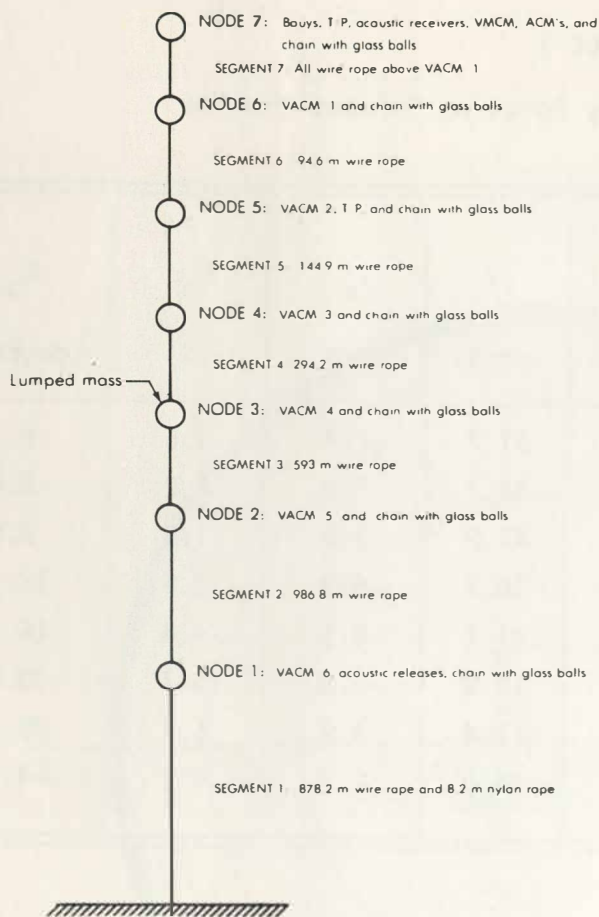 NODE 7: Bouys, T P, acoustic receivers, VMCM, ACM's, and
chain with glass balls
SEGMENT 7 All wire rope above VACM 1
NODE 6: VACM 1 and chain with glass balls
SEGMENT 6 94.6 m wire rope
NODE 5: VACM 2, T P and chain with glass balls
SEGMENT 5 144 9 m wire rope
NODE 4: VACM 3 and chain with glass balls
SEGMENT 4 294.2 m wire rope
Lumped mass
NODE 3: VACM 4 and chain with glass balls
SEGMENT 3 593 m wire rope
NODE 2: VACM 5 and chain with glass balls
SEGMENT 2 986 8 m wire rope
NODE 1: VACM 6, acoustic releases, chain with glass balls
SEGMENT 1 878 2 m wire rope and 8 2 m nylon rope